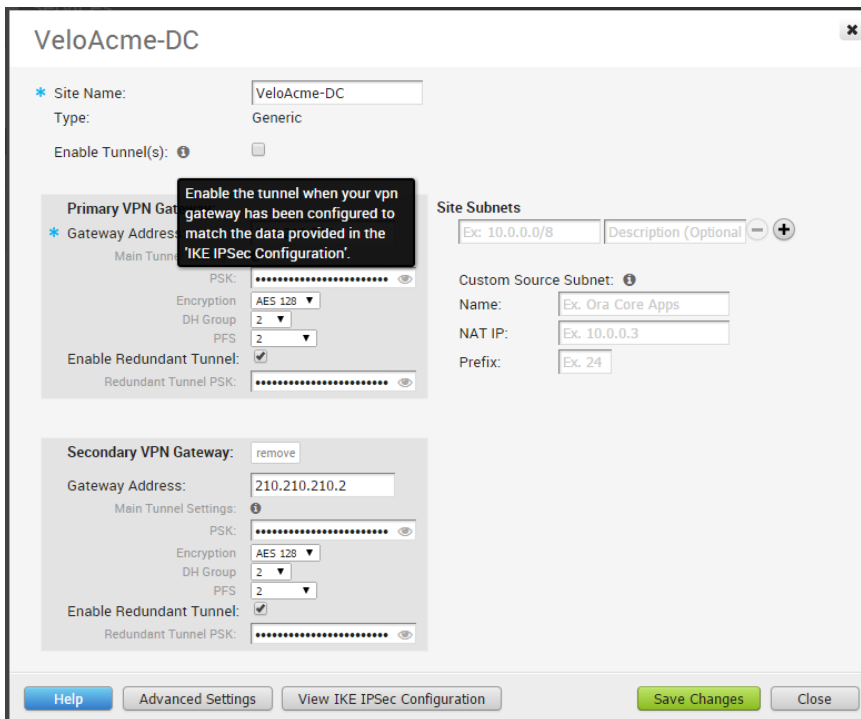 VeloAcme-DC
* Site Name: VeloAcme-DC
Type: Generic
Enable Tunnel(s):
Enable the tunnel when your vpn
gateway has been configured to
match the data provided in the
'IKE IPSec Configuration'.
Primary VPN
* Gateway
Main
PSK: ••••••••••••••••••••••••
Encryption AES 128
DH Group 2
PFS 2
Enable Redundant Tunnel:
Redundant Tunnel PSK: ••••••••••••••••••••••••
Site Subnets
Ex: 10.0.0.0/8 Description (Optional
Custom Source Subnet:
Name: Ex. Ora Core Apps
NAT IP: Ex. 10.0.0.3
Prefix: Ex. 24
Secondary VPN Gateway: remove
Gateway Address: 210.210.210.2
Main Tunnel Settings:
PSK: ••••••••••••••••••••••••
Encryption AES 128
DH Group 2
PFS 2
Enable Redundant Tunnel:
Redundant Tunnel PSK: ••••••••••••••••••••••••
Help Advanced Settings View IKE IPSec Configuration Save Changes Close